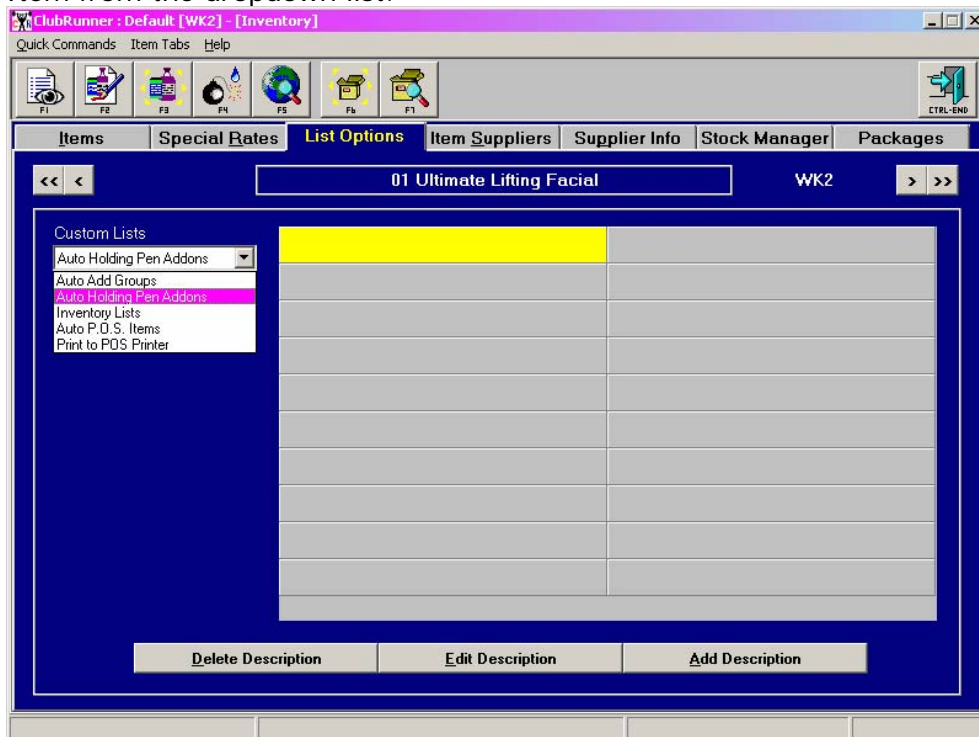 item from the dropdown list.
ClubRunner : Default [WK2] - [Inventory]
Quick Commands Item Tabs Help
F1 F2 F3 F4 F5 F6 F7 CTRL-END
Items Special Rates List Options Item Suppliers Supplier Info Stock Manager Packages
<< < 01 Ultimate Lifting Facial WK2 > >>
Custom Lists
Auto Holding Pen Addons
Auto Add Groups
Auto Holding Pen Addons
Inventory Lists
Auto P.O.S. Items
Print to POS Printer
Delete Description Edit Description Add Description